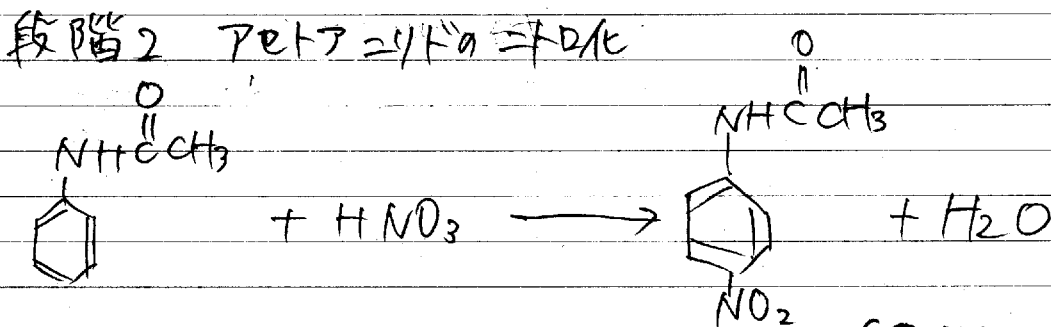 段階2 アセトアニリドのニトロ化
O
O
NHCCH3
NHCCH3
+ HNO3 → + H2O
NO2